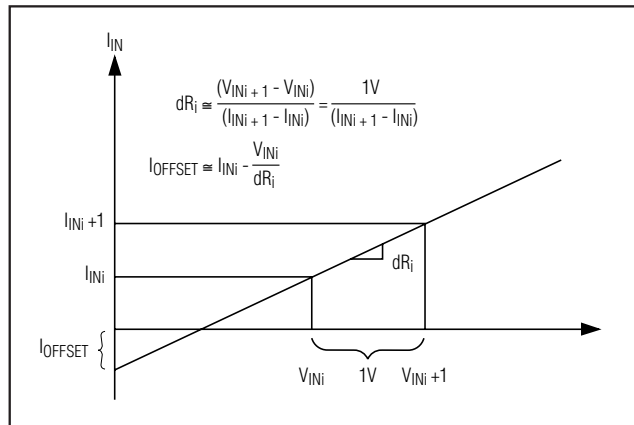 I_IN
dR_i ≅ (V_INi + 1 - V_INi) / (I_INi + 1 - I_INi) = 1V / (I_INi + 1 - I_INi)
I_OFFSET ≅ I_INi - V_INi / dR_i
I_INi + 1
I_INi
dR_i
I_OFFSET
V_INi 1V V_INi + 1